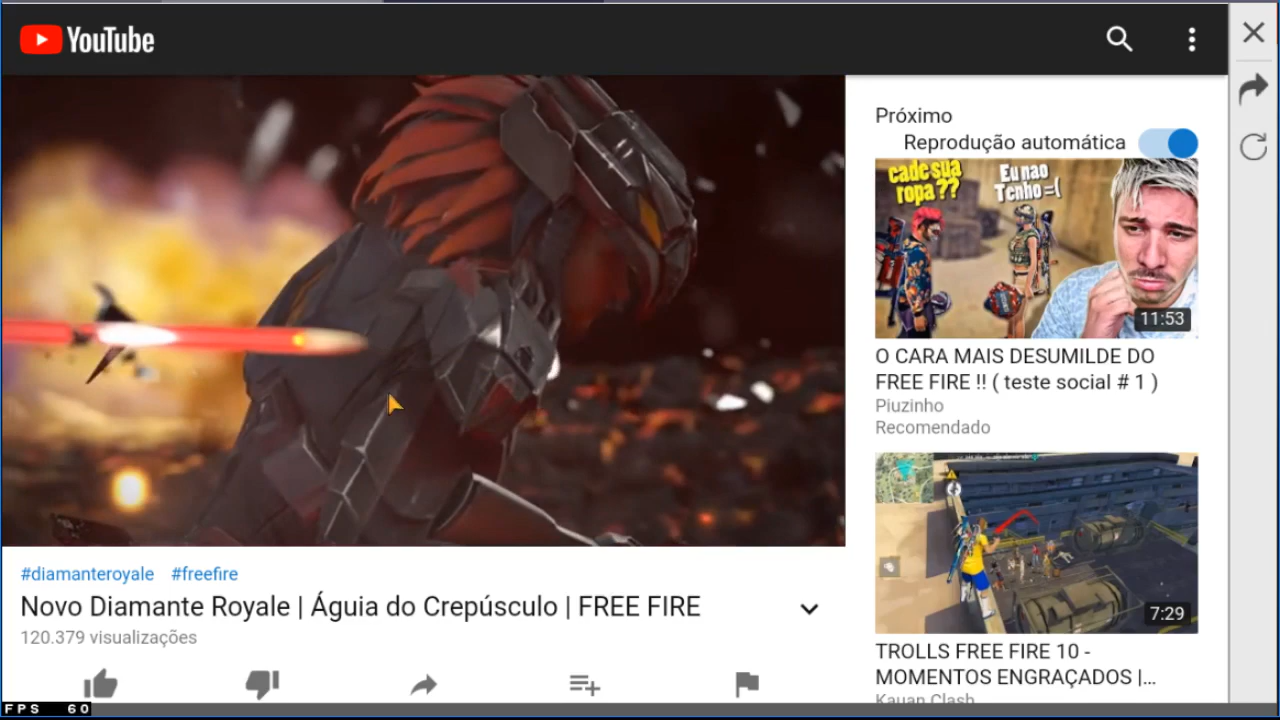 YouTube
Próximo
Reprodução automática
cade sua
ropa??
Eu nao
Tenho =(
11:53
O CARA MAIS DESUMILDE DO
FREE FIRE !! ( teste social # 1 )
Piuzinho
Recomendado
#diamanteroyale #freefire
Novo Diamante Royale | Águia do Crepúsculo | FREE FIRE
120.379 visualizações
7:29
TROLLS FREE FIRE 10 -
MOMENTOS ENGRAÇADOS |...
Kauan Clash
FPS 60